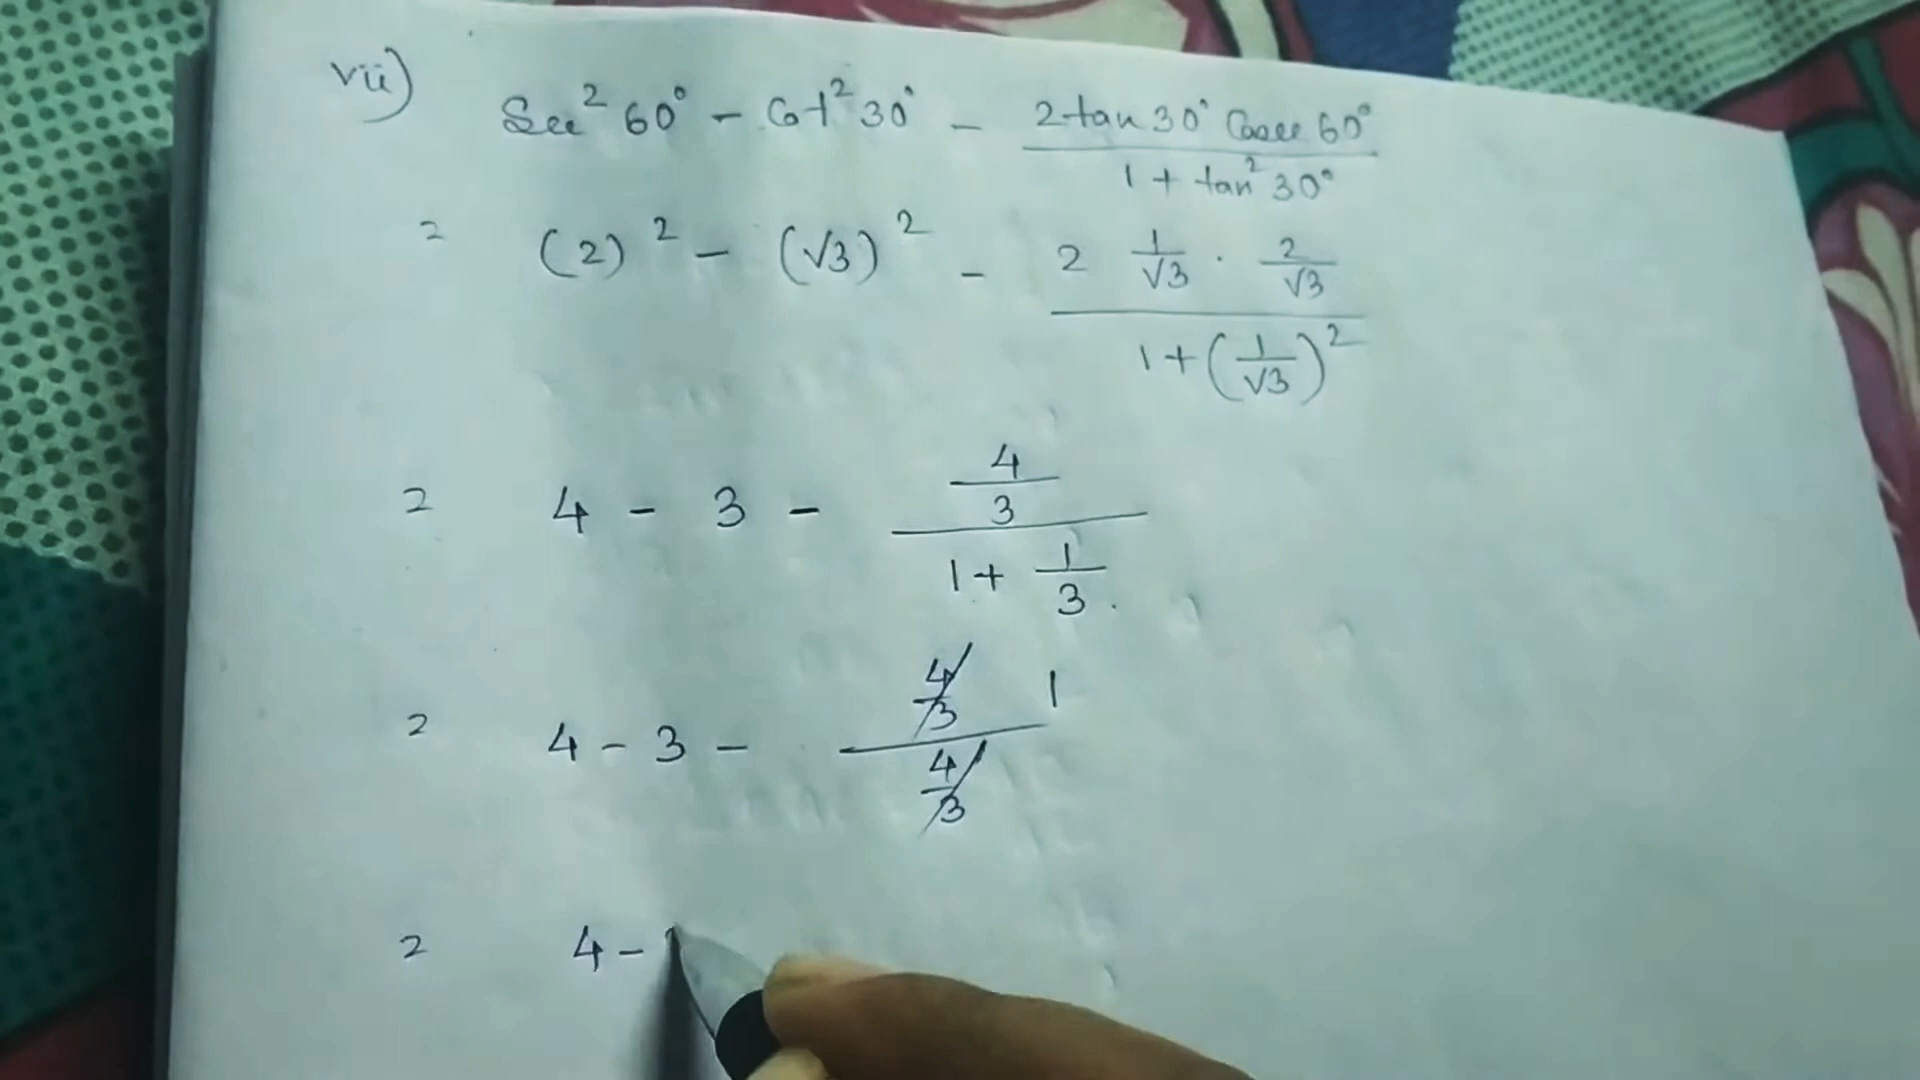 vii) Sec² 60° - Cot² 30° - 2 tan 30° Cosec 60° / 1 + tan² 30°
= (2)² - (√3)² - 2 1/√3 · 2/√3 / 1 + (1/√3)²
= 4 - 3 - 4/3 / 1 + 1/3
= 4 - 3 - 4/3 / 4/3 1
= 4 -